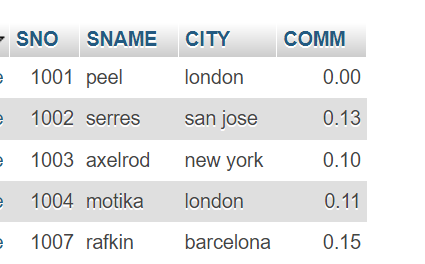 SNO SNAME CITY COMM
e 1001 peel london 0.00
e 1002 serres san jose 0.13
e 1003 axelrod new york 0.10
e 1004 motika london 0.11
e 1007 rafkin barcelona 0.15